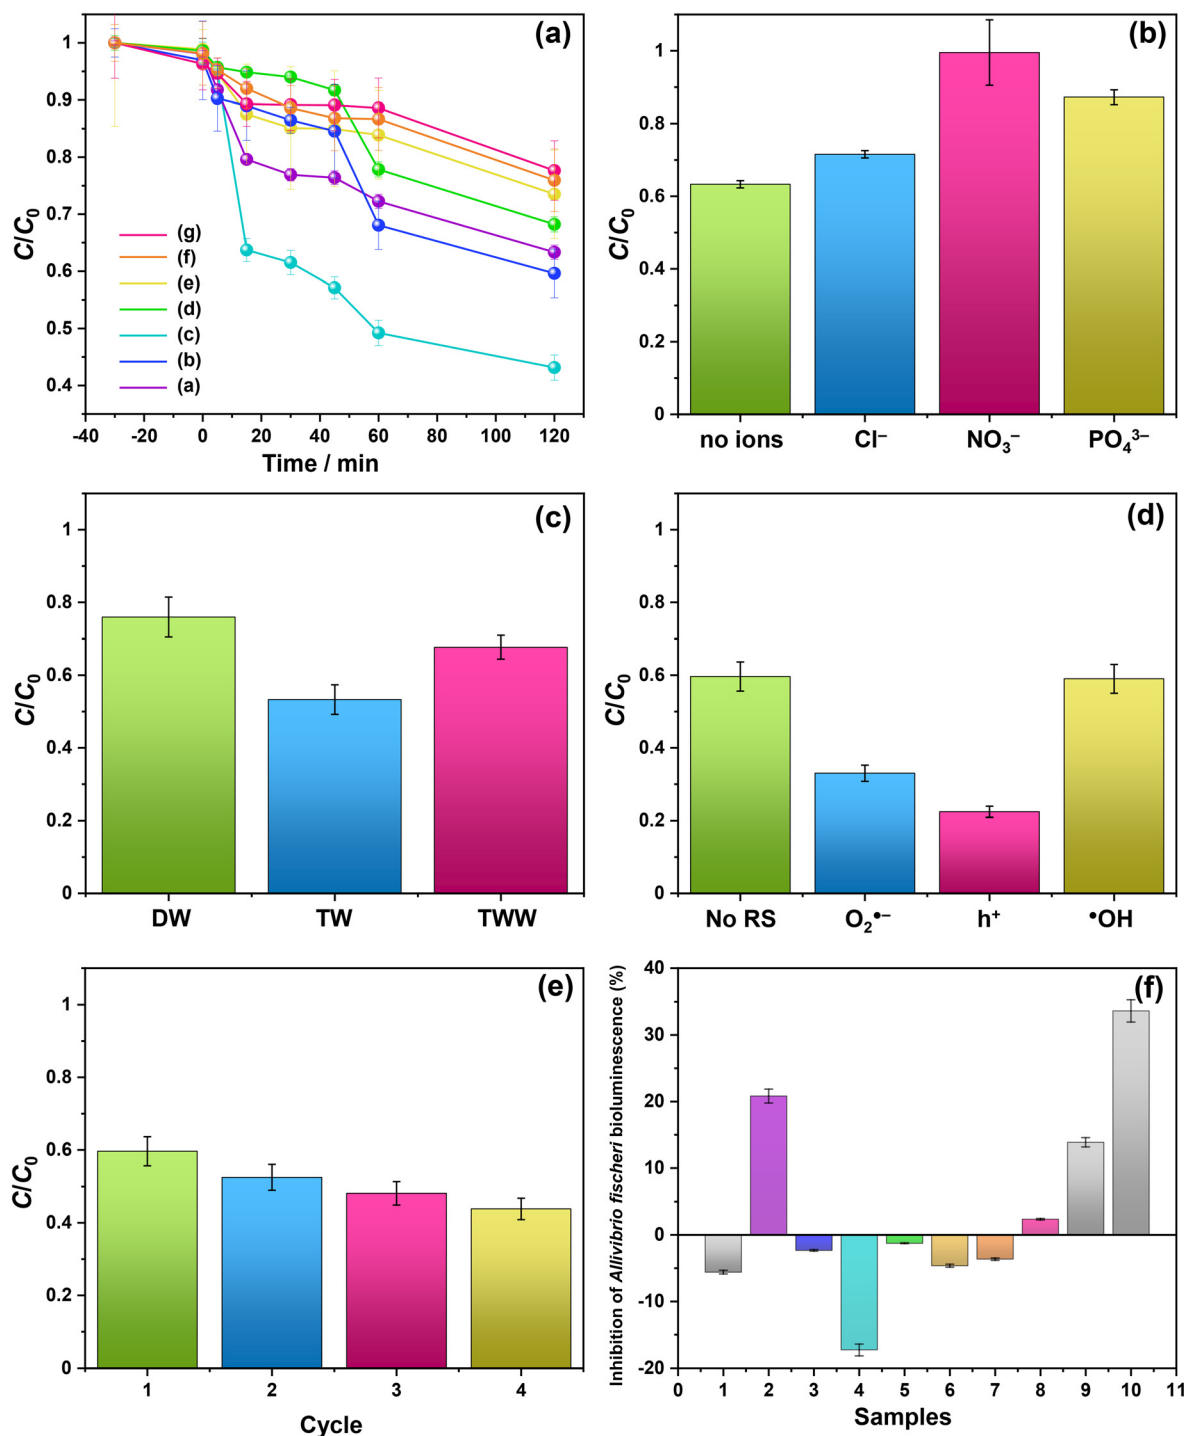 (a)
C/C₀
1
0.9
0.8
0.7
0.6
0.5
0.4
(g)
(f)
(e)
(d)
(c)
(b)
(a)
-40 -20 0 20 40 60 80 100 120
Time / min
(b)
C/C₀
1
0.8
0.6
0.4
0.2
0
no ions Cl⁻ NO₃⁻ PO₄³⁻
(c)
C/C₀
1
0.8
0.6
0.4
0.2
0
DW TW TWW
(d)
C/C₀
1
0.8
0.6
0.4
0.2
0
No RS O₂•⁻ h⁺ •OH
(e)
C/C₀
1
0.8
0.6
0.4
0.2
0
1 2 3 4
Cycle
(f)
Inhibition of Allivibrio fischeri bioluminescence (%)
40
30
20
10
0
-10
-20
0 1 2 3 4 5 6 7 8 9 10 11
Samples